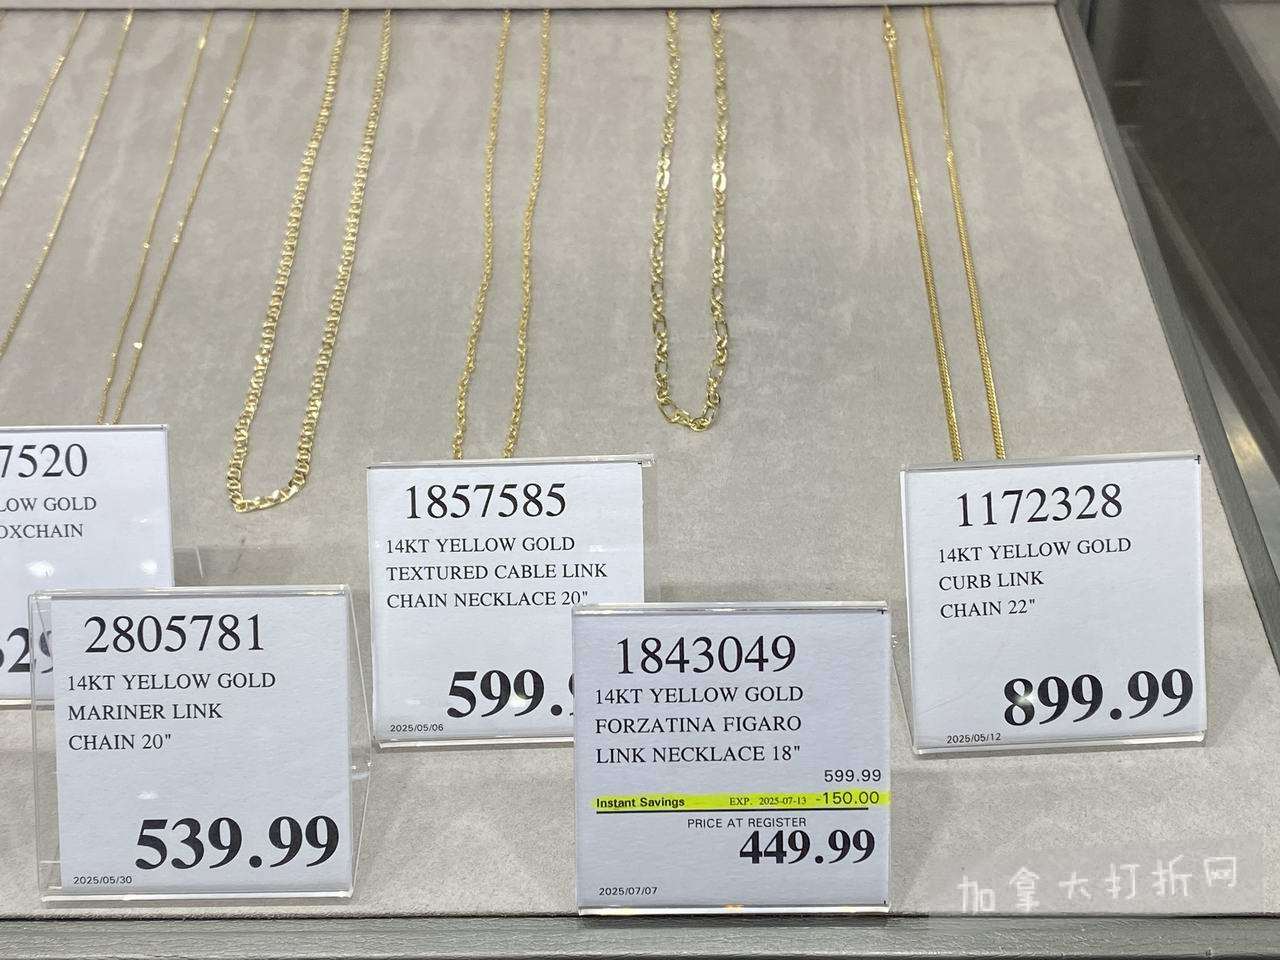 7520
LOW GOLD
OXCHAIN
2805781
14KT YELLOW GOLD
MARINER LINK
CHAIN 20"
539.99
2025/05/30
1857585
14KT YELLOW GOLD
TEXTURED CABLE LINK
CHAIN NECKLACE 20"
599.
2025/05/06
1843049
14KT YELLOW GOLD
FORZATINA FIGARO
LINK NECKLACE 18"
599.99
Instant Savings EXP. 2025-07-13 -150.00
PRICE AT REGISTER
449.99
2025/07/07
1172328
14KT YELLOW GOLD
CURB LINK
CHAIN 22"
899.99
2025/05/12
加拿大打折网